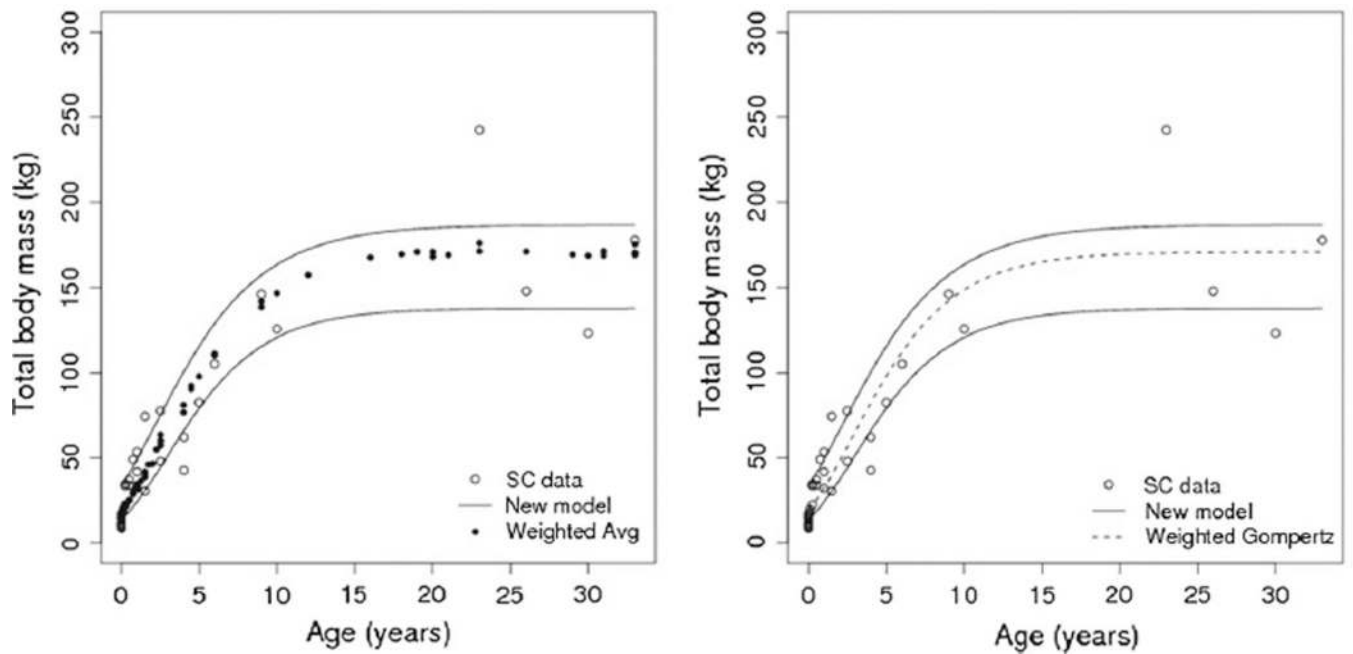 Total body mass (kg)
300
250
200
150
100
50
0
SC data
New model
Weighted Avg
0 5 10 15 20 25 30
Age (years)
Total body mass (kg)
300
250
200
150
100
50
0
SC data
New model
Weighted Gompertz
0 5 10 15 20 25 30
Age (years)